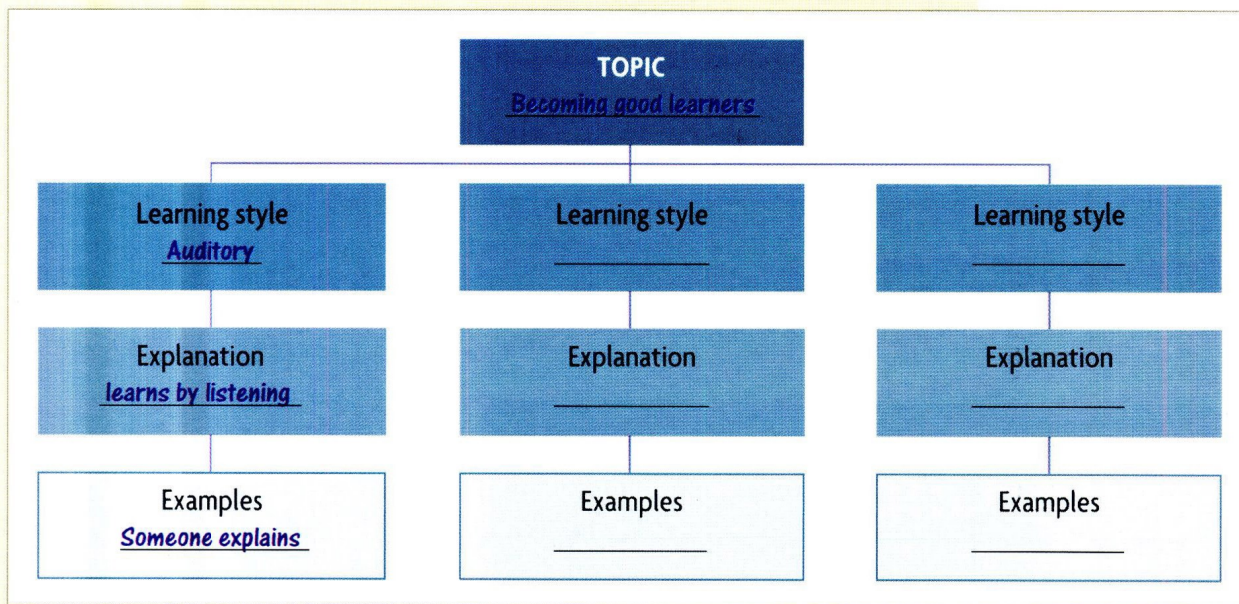 TOPIC
Becoming good learners
Learning style
Auditory
Learning style
Learning style
Explanation
learns by listening
Explanation
Explanation
Examples
Someone explains
Examples
Examples